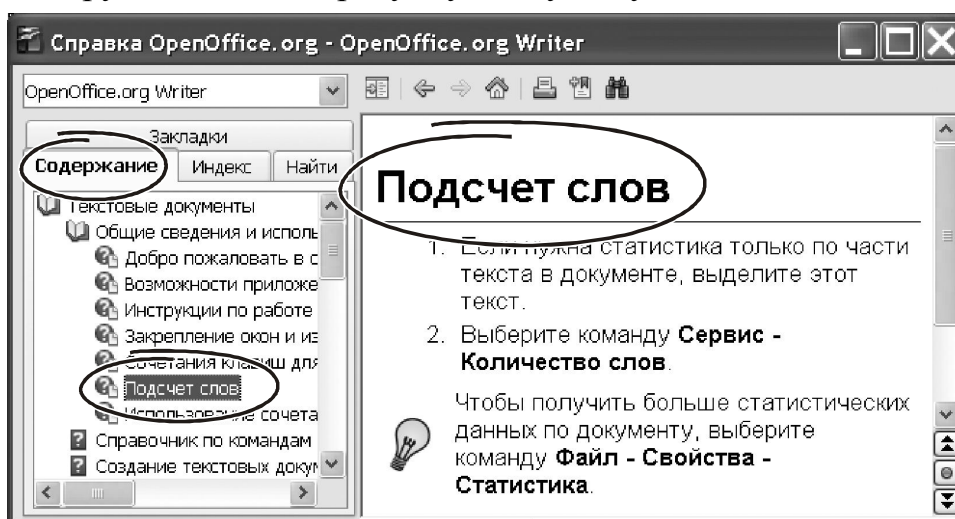 Справка OpenOffice.org - OpenOffice.org Writer
OpenOffice.org Writer
Закладки
Содержание Индекс Найти
Текстовые документы
Общие сведения и исполь
Добро пожаловать в с
Возможности приложе
Инструкции по работе
Закрепление окон и из
Сочетания клавиш для
Подсчет слов
Использование сочета
Справочник по командам
Создание текстовых докум
Подсчет слов
1. Если нужна статистика только по части
текста в документе, выделите этот
текст.
2. Выберите команду Сервис -
Количество слов.
Чтобы получить больше статистических
данных по документу, выберите
команду Файл - Свойства -
Статистика.